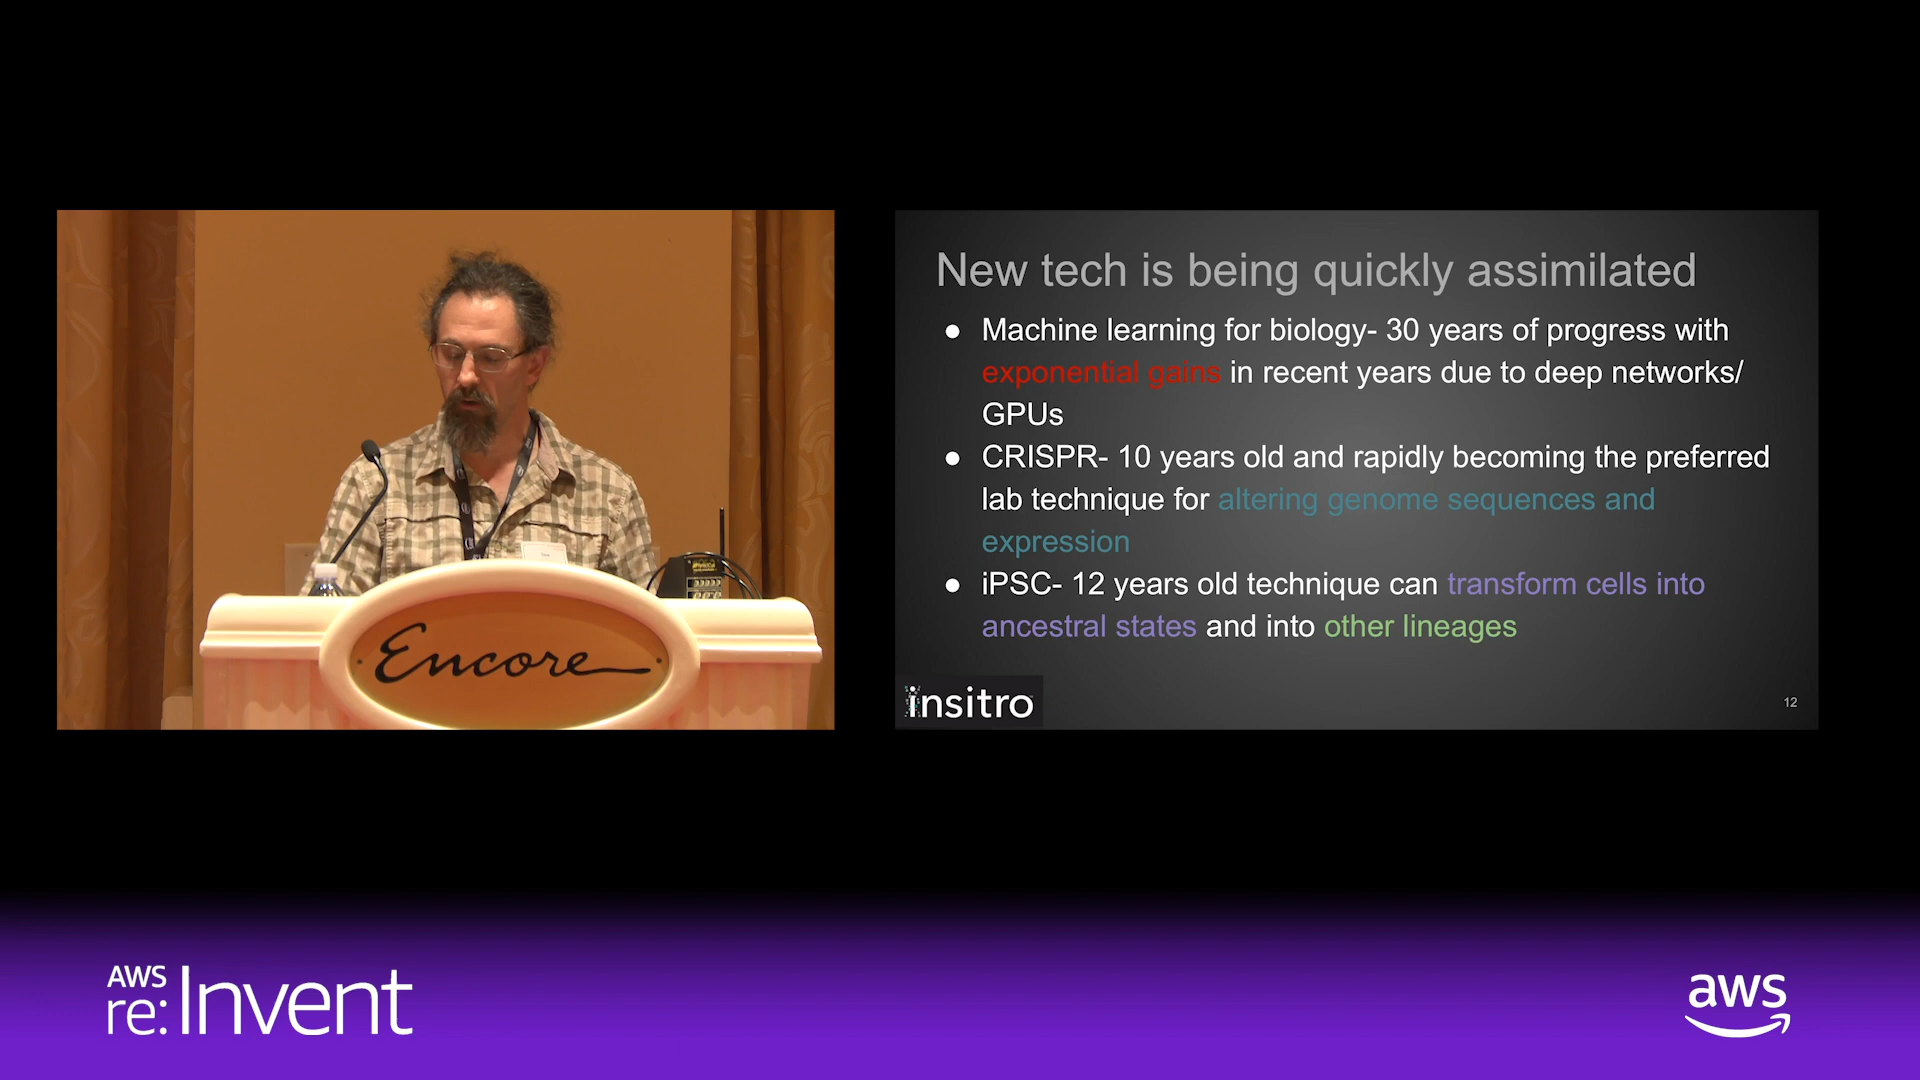 New tech is being quickly assimilated
● Machine learning for biology- 30 years of progress with
exponential gains in recent years due to deep networks/
GPUs
● CRISPR- 10 years old and rapidly becoming the preferred
lab technique for altering genome sequences and
expression
● iPSC- 12 years old technique can transform cells into
ancestral states and into other lineages
insitro
12
Encore
AWS
re:Invent
aws